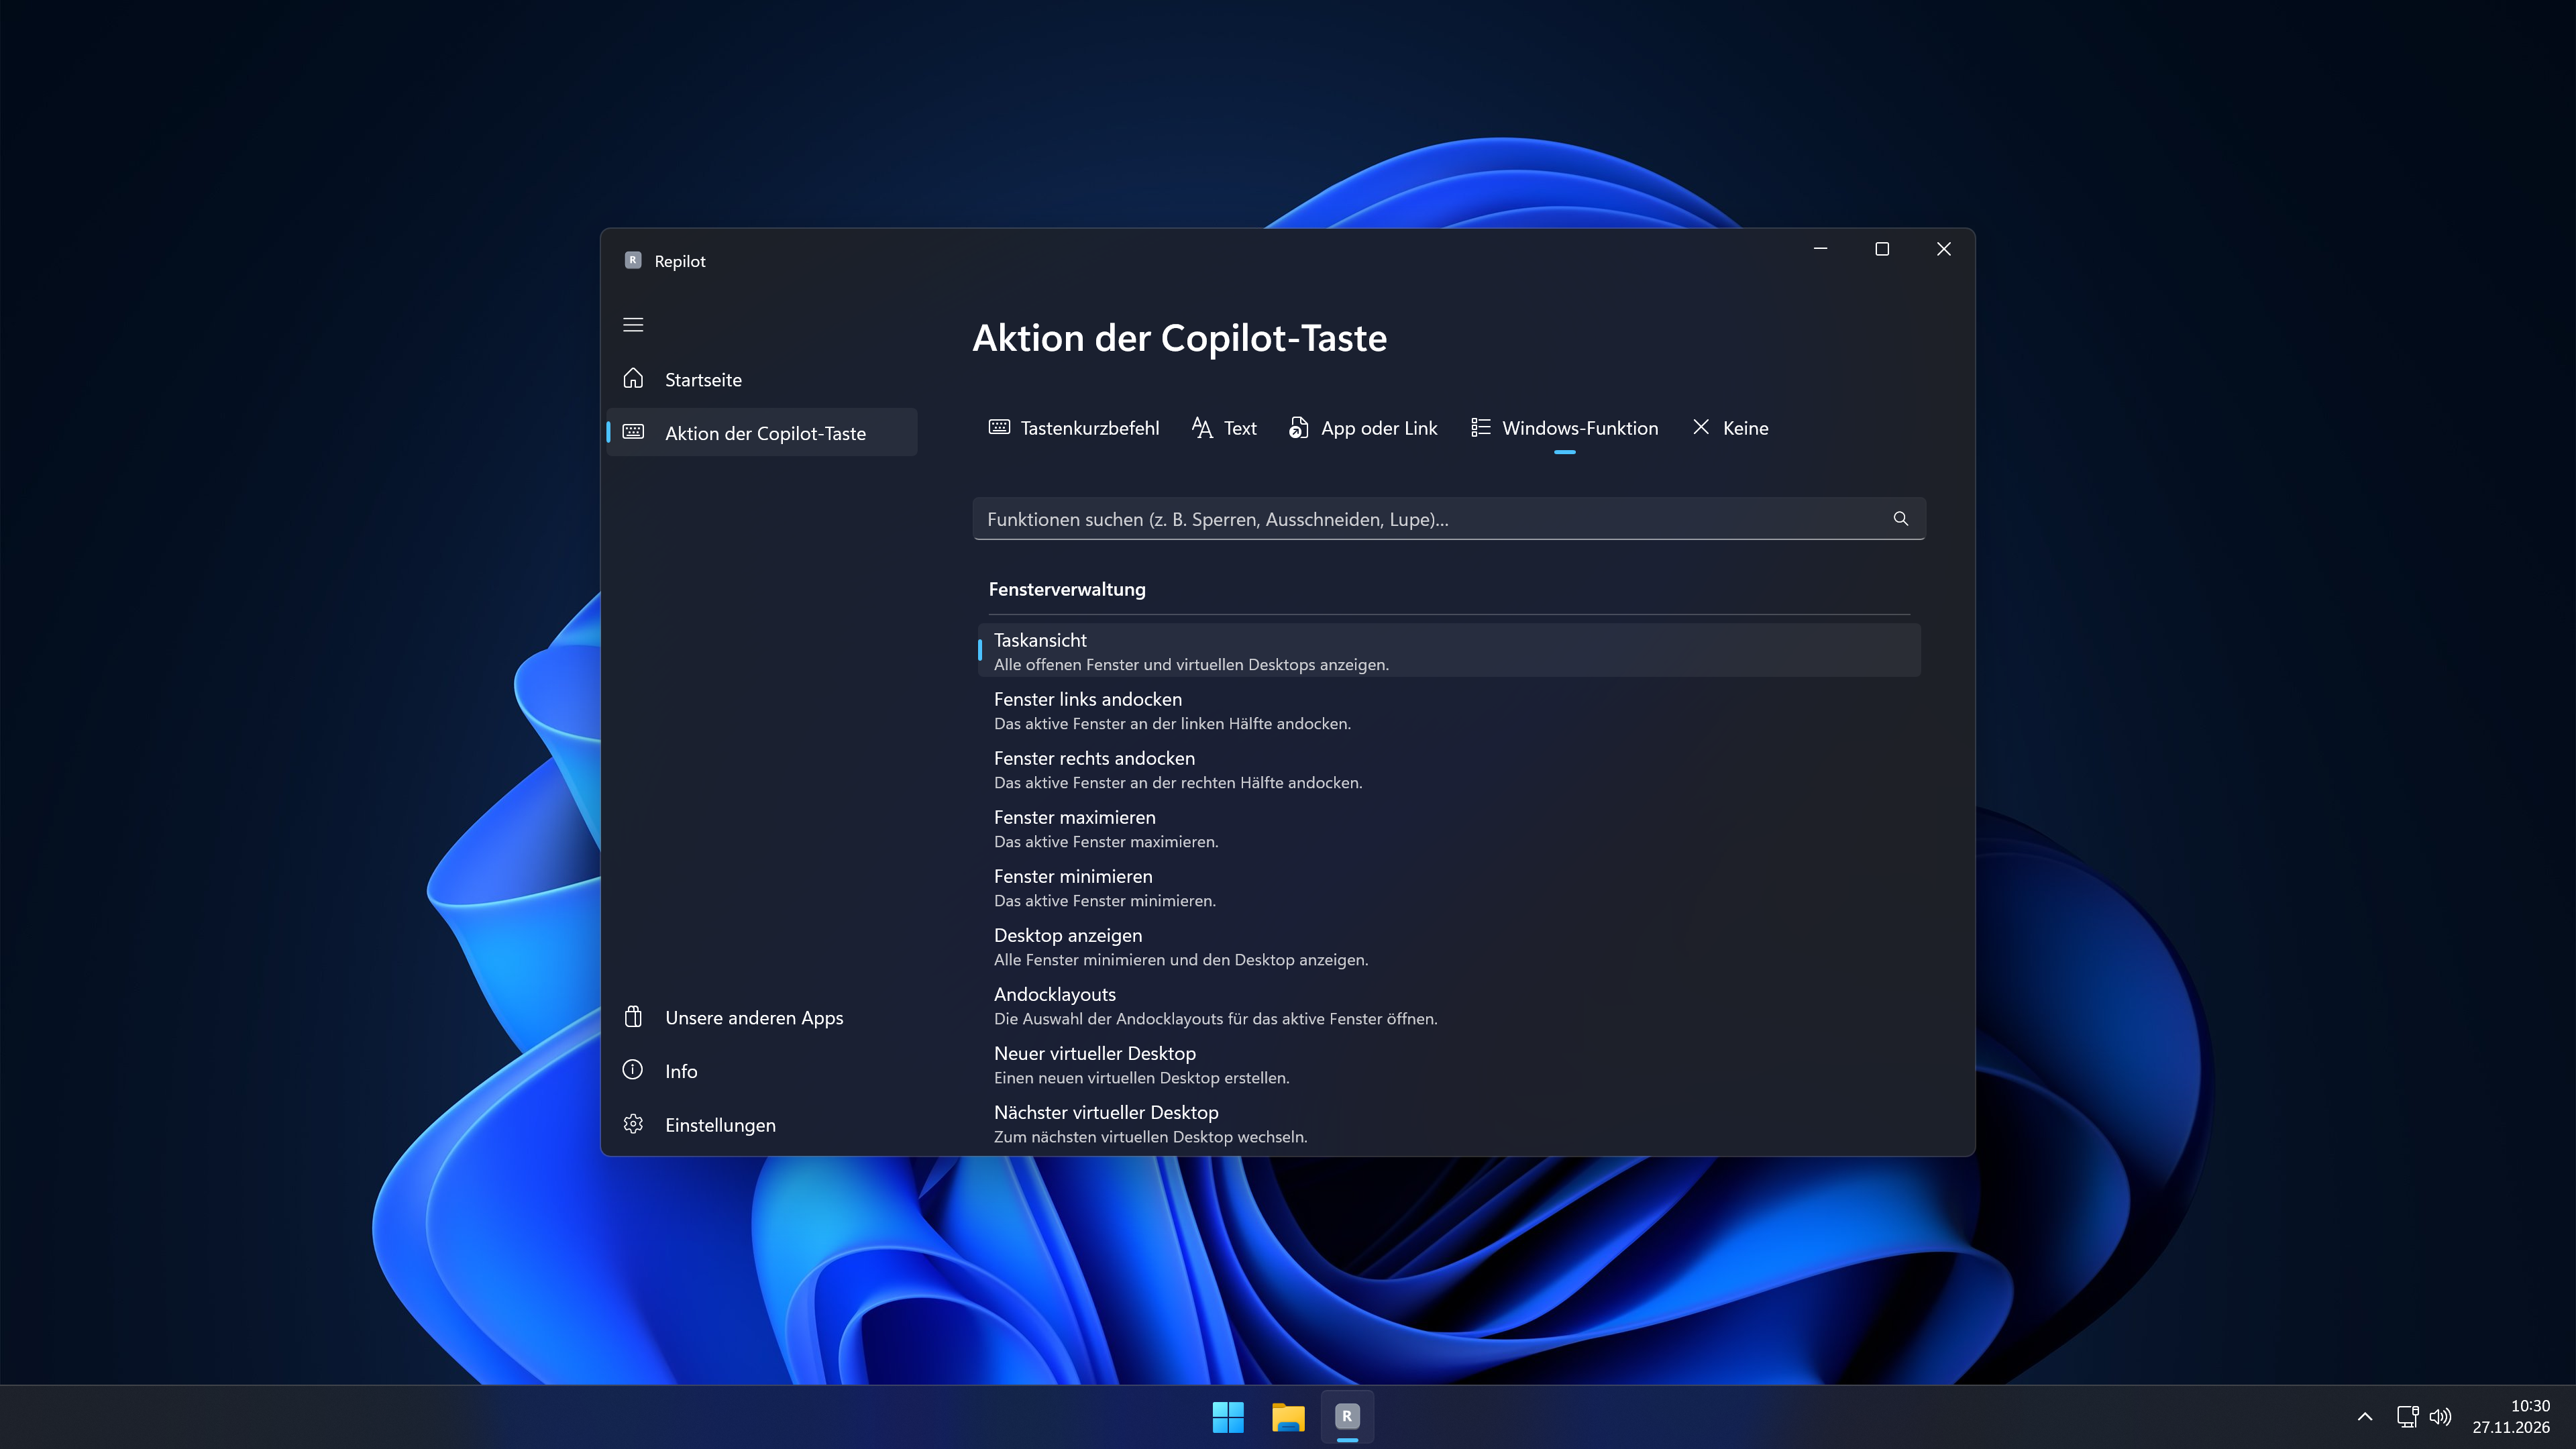 Repilot
Startseite
Aktion der Copilot-Taste
Unsere anderen Apps
Info
Einstellungen
Aktion der Copilot-Taste
Tastenkurzbefehl
Text
App oder Link
Windows-Funktion
Keine
Funktionen suchen (z. B. Sperren, Ausschneiden, Lupe)...
Fensterverwaltung
Taskansicht
Alle offenen Fenster und virtuellen Desktops anzeigen.
Fenster links andocken
Das aktive Fenster an der linken Hälfte andocken.
Fenster rechts andocken
Das aktive Fenster an der rechten Hälfte andocken.
Fenster maximieren
Das aktive Fenster maximieren.
Fenster minimieren
Das aktive Fenster minimieren.
Desktop anzeigen
Alle Fenster minimieren und den Desktop anzeigen.
Andocklayouts
Die Auswahl der Andocklayouts für das aktive Fenster öffnen.
Neuer virtueller Desktop
Einen neuen virtuellen Desktop erstellen.
Nächster virtueller Desktop
Zum nächsten virtuellen Desktop wechseln.
R
10:30
27.11.2026